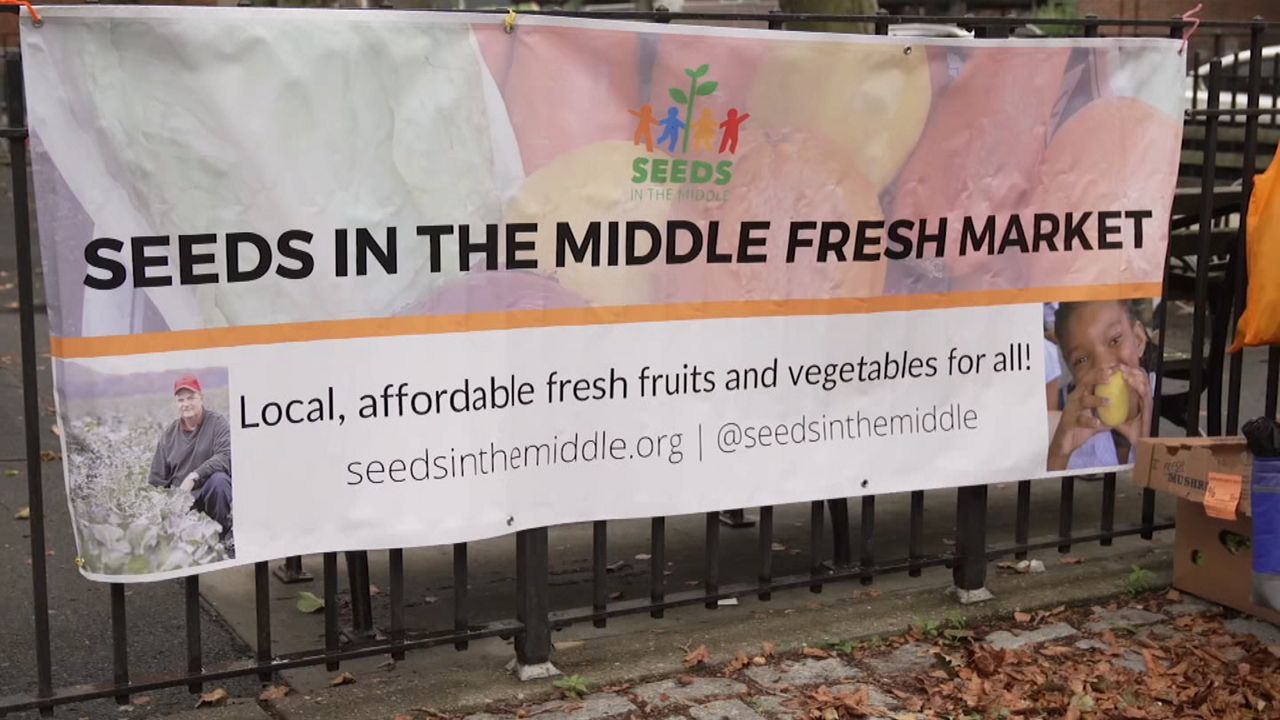 SEEDS
IN THE MIDDLE
SEEDS IN THE MIDDLE FRESH MARKET
Local, affordable fresh fruits and vegetables for all!
seedsinthemiddle.org | @seedsinthemiddle